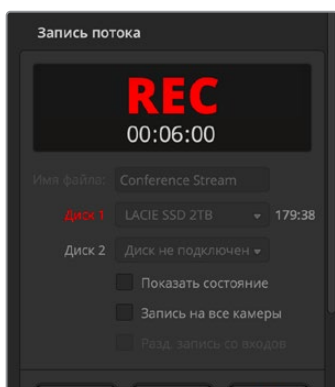 Запись потока
REC
00:06:00
Имя файла: Conference Stream
Диск 1 LACIE SSD 2TB 179:38
Диск 2 Диск не подключен
Показать состояние
Запись на все камеры
Разд. запись со входов